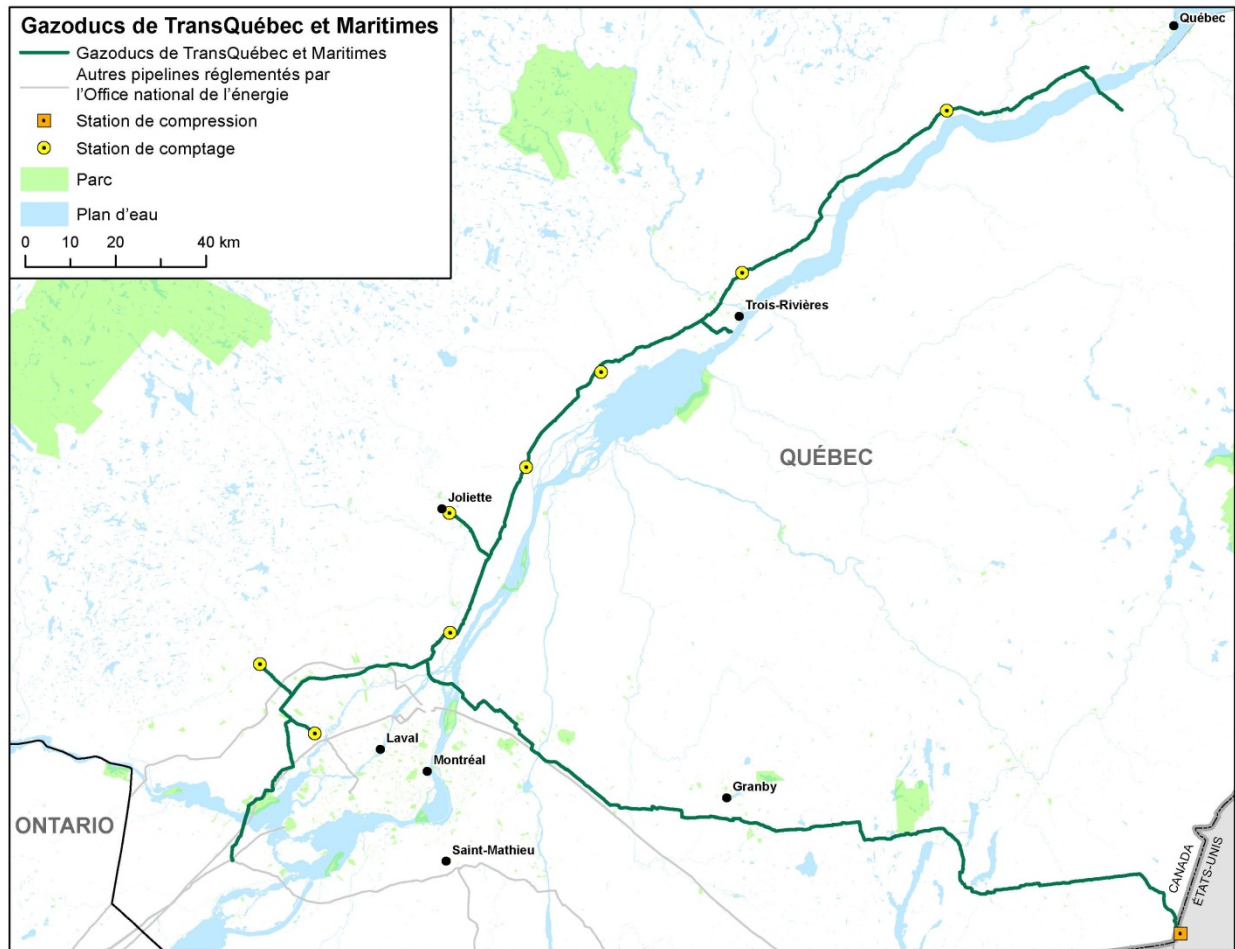 Gazoducs de TransQuébec et Maritimes
Gazoducs de TransQuébec et Maritimes
Autres pipelines réglementés par
l'Office national de l'énergie
Station de compression
Station de comptage
Parc
Plan d'eau
0 10 20 40 km
Québec
Trois-Rivières
QUÉBEC
Joliette
Laval
Montréal
Granby
ONTARIO
Saint-Mathieu
CANADA
ÉTATS-UNIS